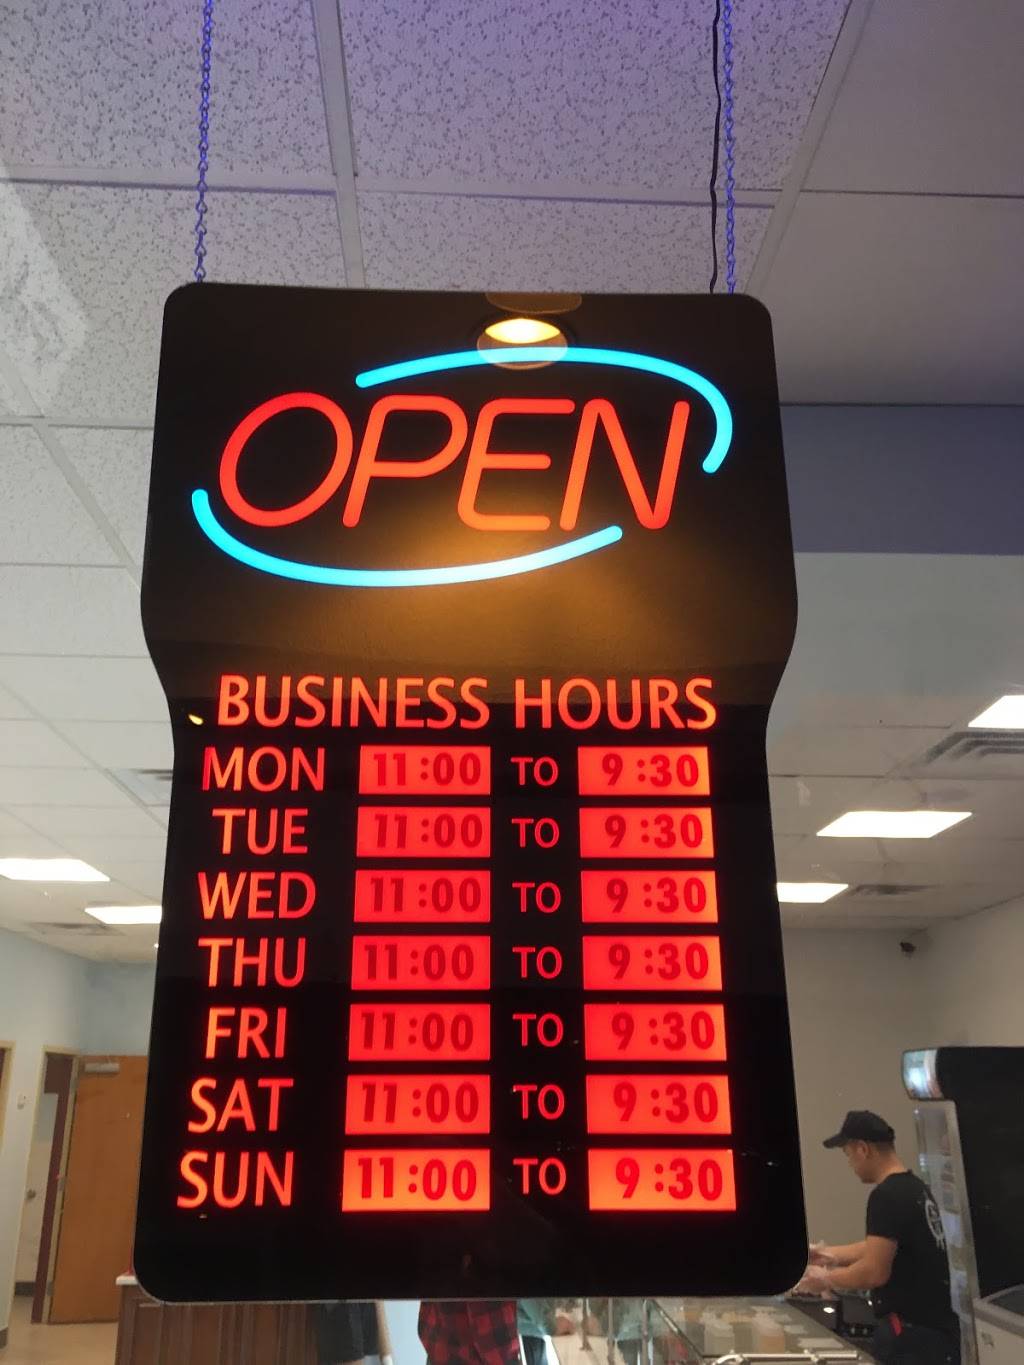 OPEN
BUSINESS HOURS
MON 11:00 TO 9:30
TUE 11:00 TO 9:30
WED 11:00 TO 9:30
THU 11:00 TO 9:30
FRI 11:00 TO 9:30
SAT 11:00 TO 9:30
SUN 11:00 TO 9:30